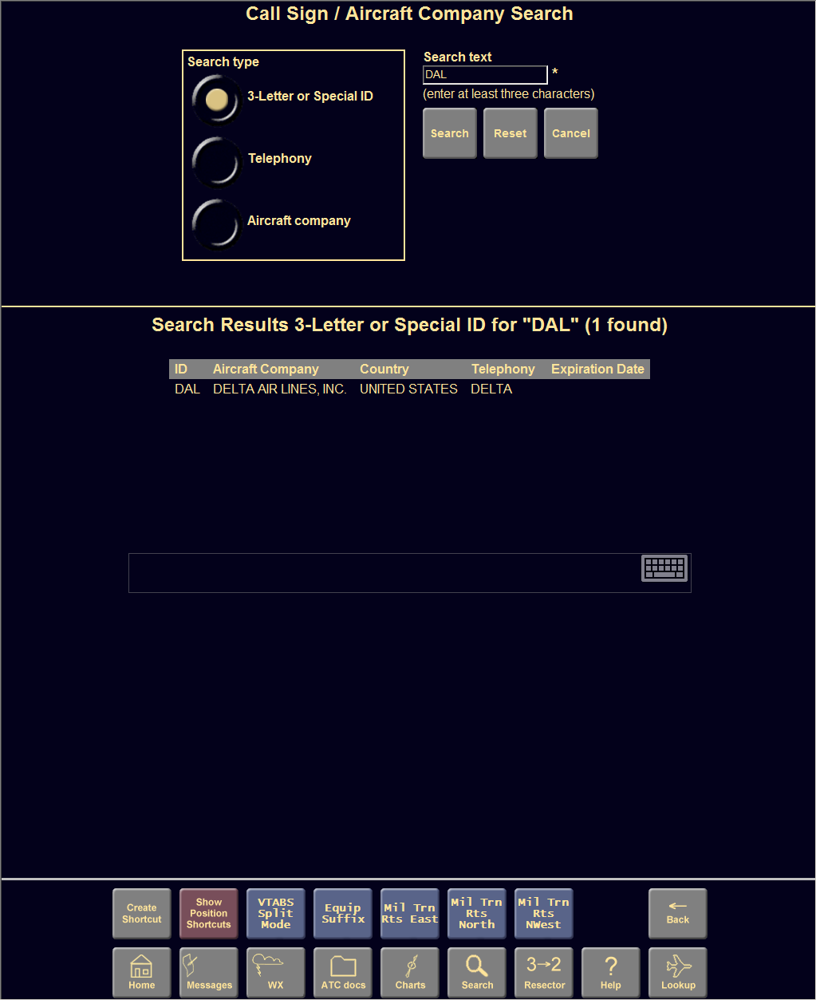 Call Sign / Aircraft Company Search
Search type
3-Letter or Special ID
Telephony
Aircraft company
Search text
DAL *
(enter at least three characters)
Search Reset Cancel
Search Results 3-Letter or Special ID for "DAL" (1 found)
ID Aircraft Company Country Telephony Expiration Date
DAL DELTA AIR LINES, INC. UNITED STATES DELTA
Create
Shortcut
Show
Position
Shortcuts
VTABS
Split
Mode
Equip
Suffix
Mil Trn
Rts East
Mil Trn
Rts
North
Mil Trn
Rts
NWest
←
Back
Home
Messages
WX
ATC docs
Charts
Search
3→2
Resector
?
Help
Lookup